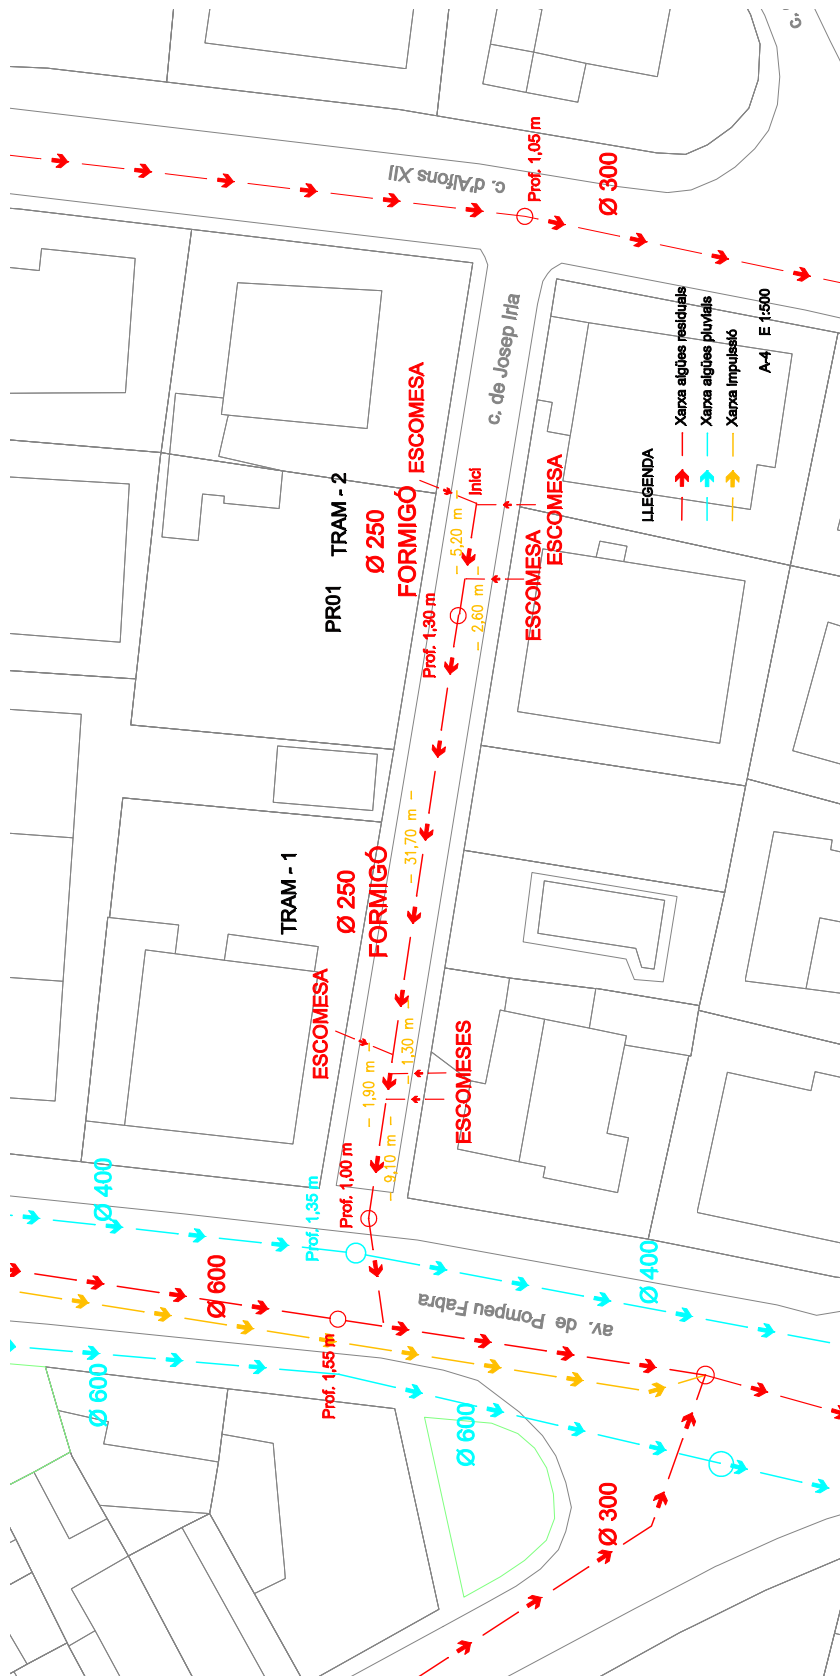 c. d'Alfons XII
Prof. 1,05 m
Ø 300
c. de Josep Irla
ESCOMESA
Inici
ESCOMESA
ESCOMESA
LLEGENDA
Xarxa aigües residuals
Xarxa aigües pluvials
Xarxa impulssió
A-4 E 1:500
PR01 TRAM - 2
Ø 250
FORMIGÓ
5,20 m
2,60 m
Prof. 1,30 m
31,70 m
TRAM - 1
Ø 250
FORMIGÓ
ESCOMESA
1,30 m
1,90 m
9,10 m
ESCOMESES
Prof. 1,00 m
Prof. 1,35 m
Ø 400
Ø 600
Ø 400
av. de Pompeu Fabra
Prof. 1,55 m
Ø 600
Ø 600
Ø 300